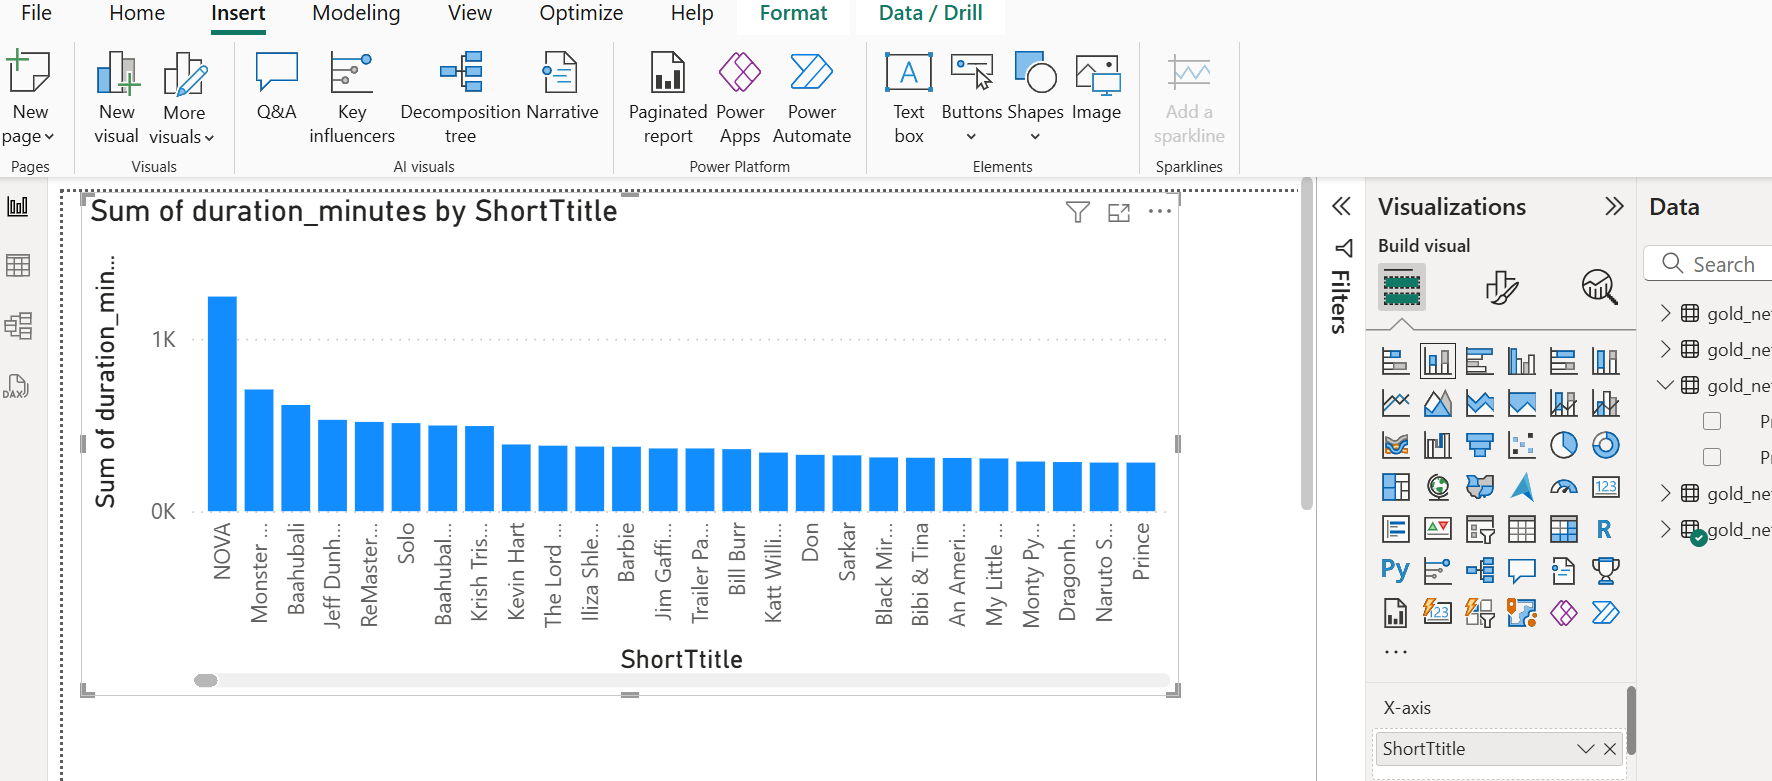 File Home Insert Modeling View Optimize Help Format Data / Drill
New page
New visual
More visuals
Q&A
Key influencers
Decomposition tree
Narrative
Paginated report
Power Apps
Power Automate
Text box
Buttons
Shapes
Image
Add a sparkline
Pages
Visuals
AI visuals
Power Platform
Elements
Sparklines
DAX
Sum of duration_minutes by ShortTtitle
Sum of duration_min...
1K
0K
NOVA
Monster ...
Baahubali
Jeff Dunh...
ReMaster...
Solo
Baahubal...
Krish Tris...
Kevin Hart
The Lord ...
Iliza Shle...
Barbie
Jim Gaffi...
Trailer Pa...
Bill Burr
Katt Willi...
Don
Sarkar
Black Mir...
Bibi & Tina
An Ameri...
My Little ...
Monty Py...
Dragonh...
Naruto S...
Prince
ShortTtitle
Filters
Visualizations
Build visual
123
R
Py
123
...
X-axis
ShortTtitle
Data
Search
gold_ne
gold_ne
gold_ne
P
P
gold_ne
gold_ne